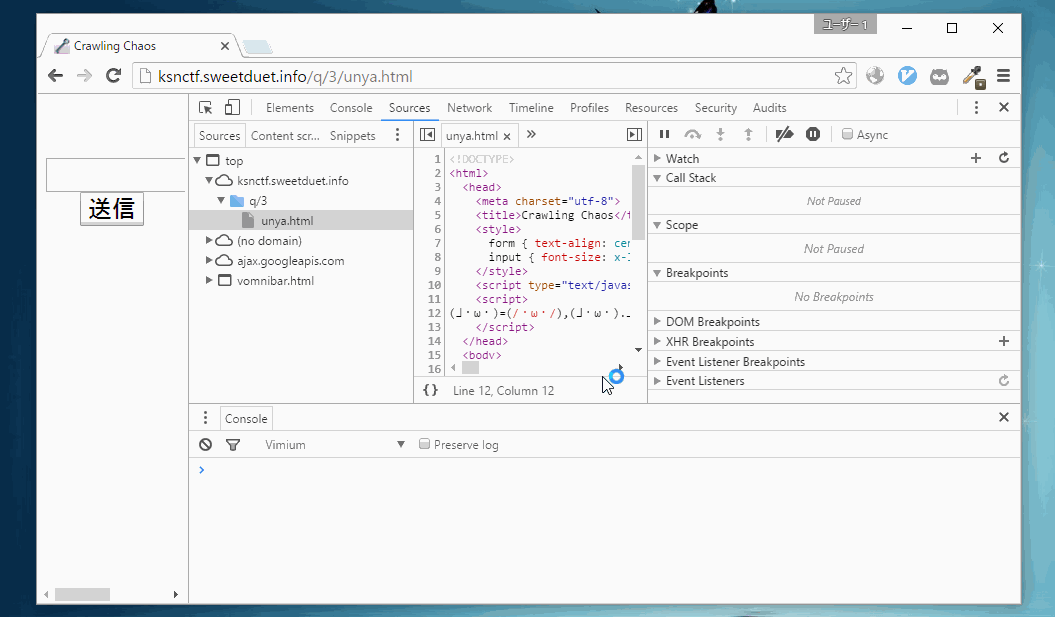 ユーザー 1
Crawling Chaos
ksnctf.sweetduet.info/q/3/unya.html
送信
Elements Console Sources Network Timeline Profiles Resources Security Audits
Sources Content scr... Snippets
unya.html
Async
top
ksnctf.sweetduet.info
q/3
unya.html
(no domain)
ajax.googleapis.com
vomnibar.html
1 <!DOCTYPE>
2 <html>
3 <head>
4 <meta charset="utf-8">
5 <title>Crawling Chaos</t
6 <style>
7 form { text-align: cen
8 input { font-size: x-l
9 </style>
10 <script type="text/javas
11 <script>
12 (」・ω・)=(/・ω・/),(」・ω・)._
13 </script>
14 </head>
15 <body>
16
{} Line 12, Column 12
Watch
Call Stack
Not Paused
Scope
Not Paused
Breakpoints
No Breakpoints
DOM Breakpoints
XHR Breakpoints
Event Listener Breakpoints
Event Listeners
Console
Vimium Preserve log